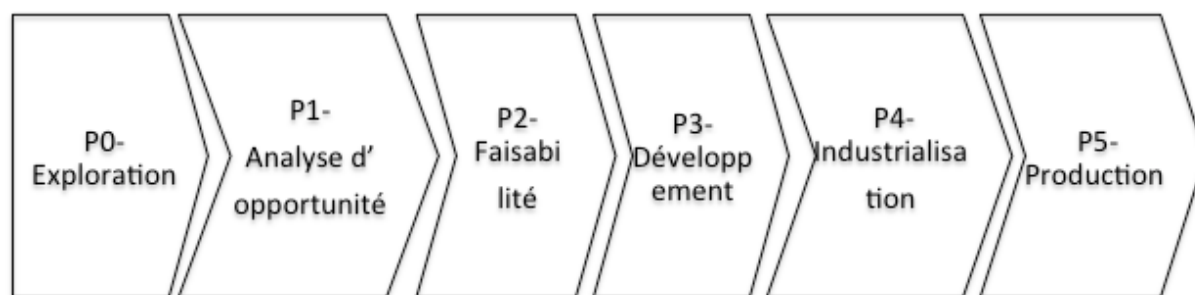 P0-
Exploration
P1-
Analyse d’
opportunité
P2-
Faisabi
lité
P3-
Développ
ement
P4-
Industrialisa
tion
P5-
Production